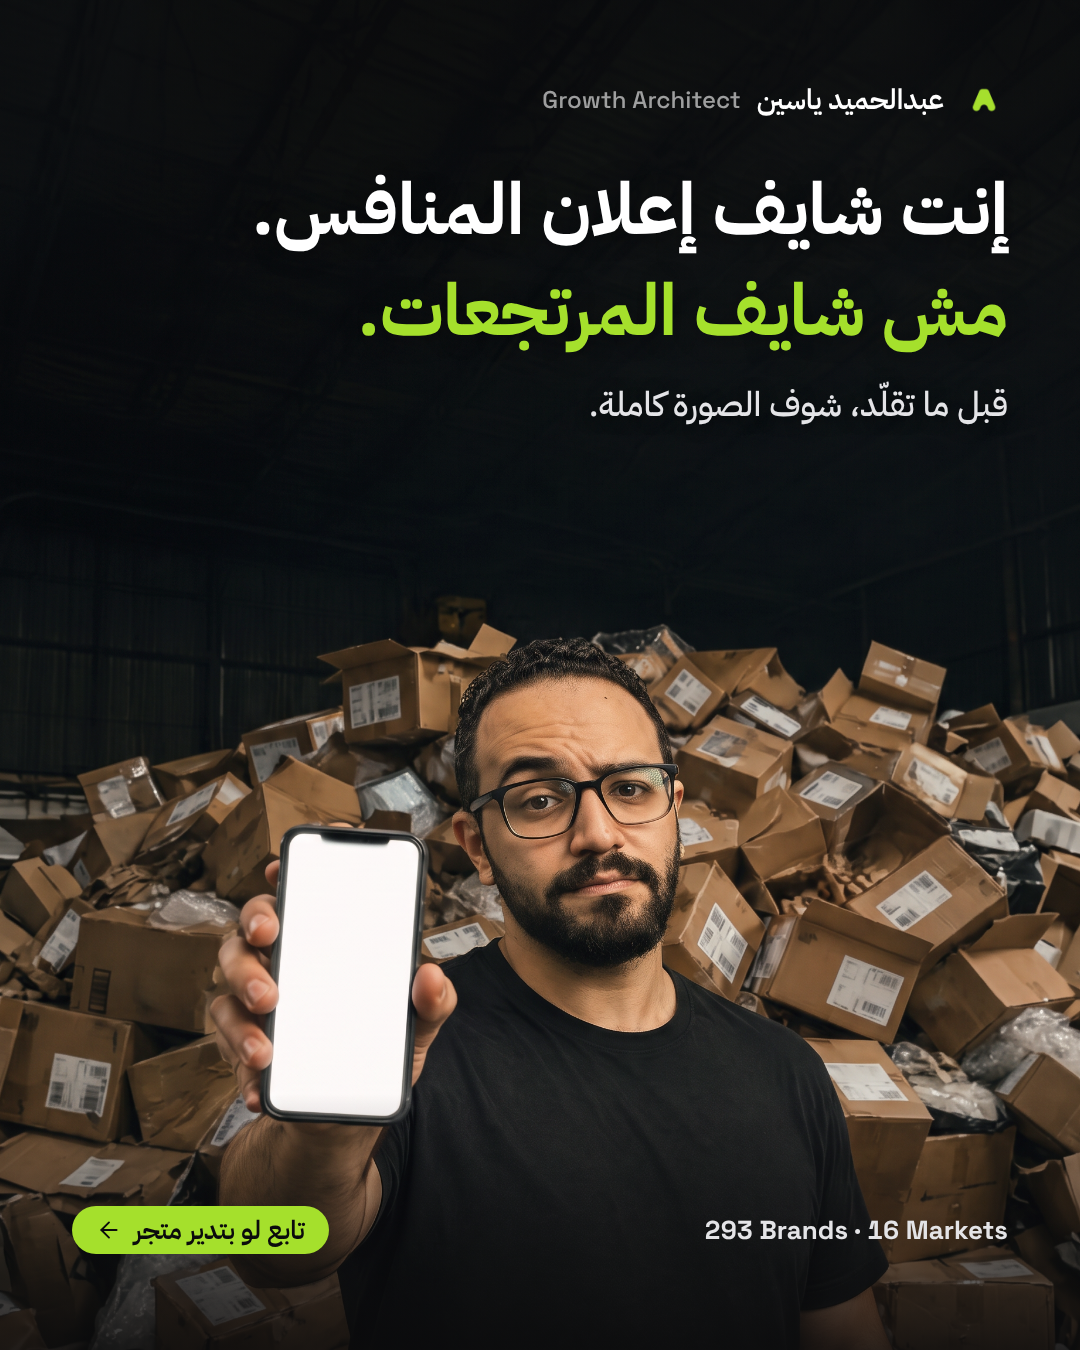 عبدالحميد ياسين Growth Architect
إنت شايف إعلان المنافس.
مش شايف المرتجعات.
قبل ما تقلّد، شوف الصورة كاملة.
293 Brands · 16 Markets
تابع لو بتدير متجر ←